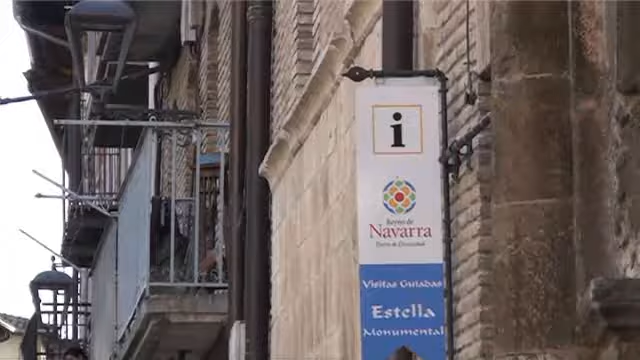 i
Reyno de
Navarra
Tierra de Diversidad
Visitas Guiadas
Estella
Monumental